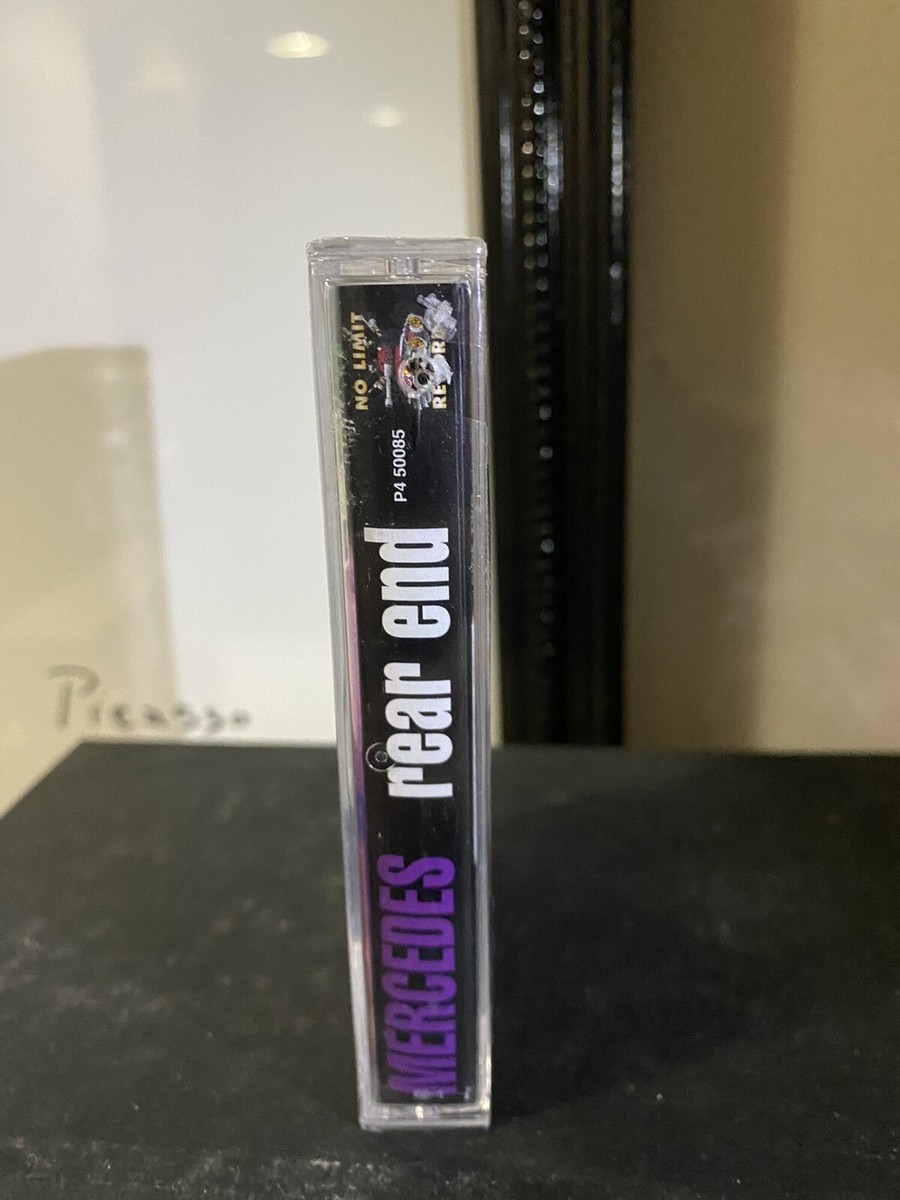 MERCEDES rear end
P4 50085
NO LIMIT
Picasso